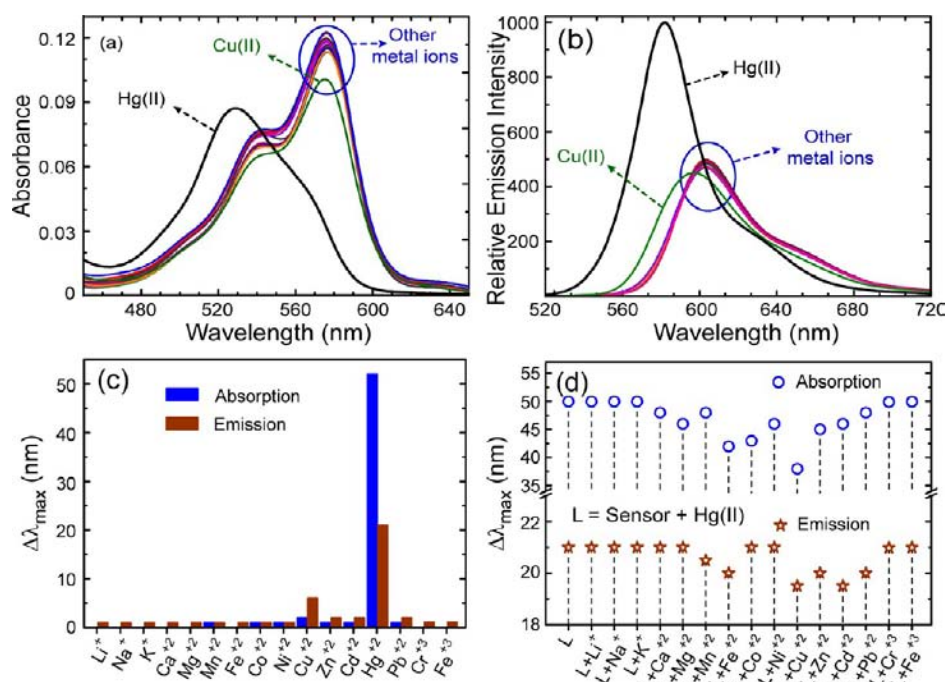 (a)
Other
metal ions
Cu(II)
Hg(II)
0.12
0.09
0.06
0.03
0
Absorbance
480 520 560 600 640
Wavelength (nm)
(b)
Hg(II)
Cu(II)
Other
metal ions
1000
800
600
400
200
Relative Emission Intensity
520 560 600 640 680 720
Wavelength (nm)
(c)
Absorption
Emission
50
40
30
20
10
0
Δλmax (nm)
Li⁺ Na⁺ K⁺ Ca⁺² Mg⁺² Mn⁺² Fe⁺² Co⁺² Ni⁺² Cu⁺² Zn⁺² Cd⁺² Hg⁺² Pb⁺² Cr⁺³ Fe⁺³
(d)
Absorption
L = Sensor + Hg(II)
Emission
55
50
45
40
35
22
20
18
Δλmax (nm)
L L+Li⁺ L+Na⁺ L+K⁺ +Ca⁺² +Mg⁺² +Mn⁺² +Fe⁺² +Co⁺² L+Ni⁺² +Cu⁺² L+Zn⁺² +Cd⁺² +Pb⁺² L+Cr⁺³ L+Fe⁺³